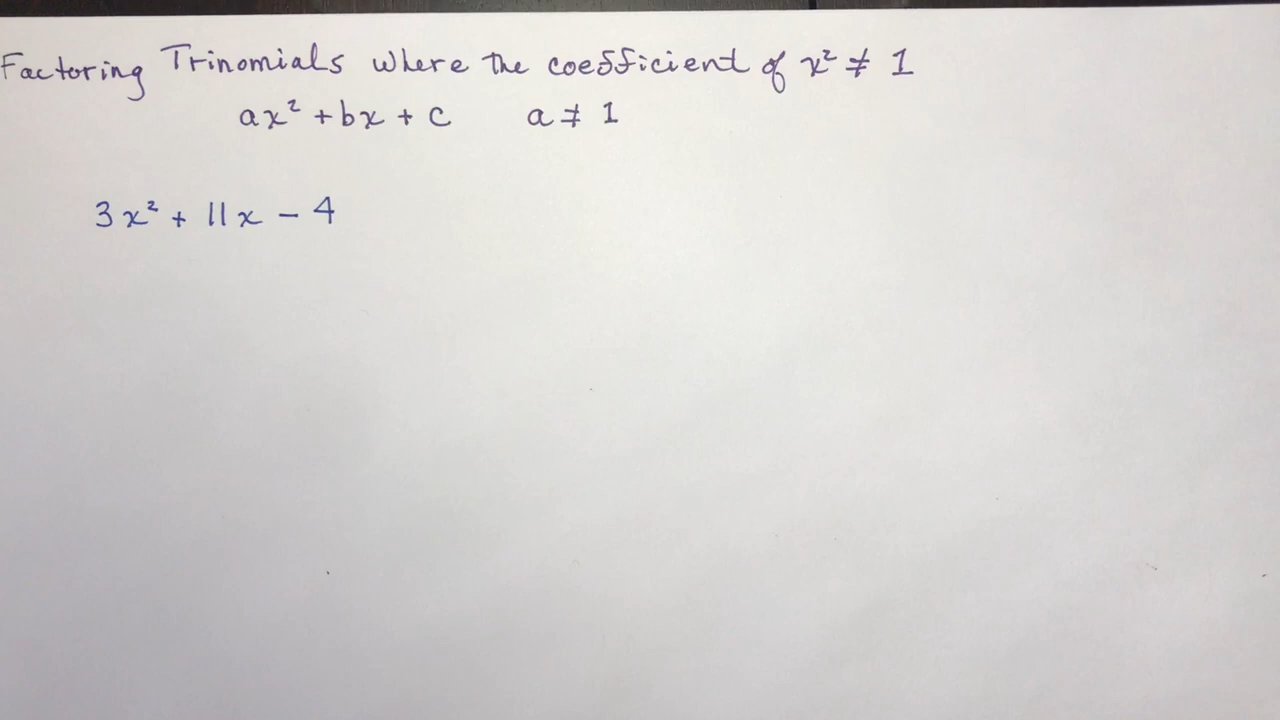 Factoring Trinomials where the coefficient of x² ≠ 1
ax² + bx + c a ≠ 1
3x² + 11x - 4